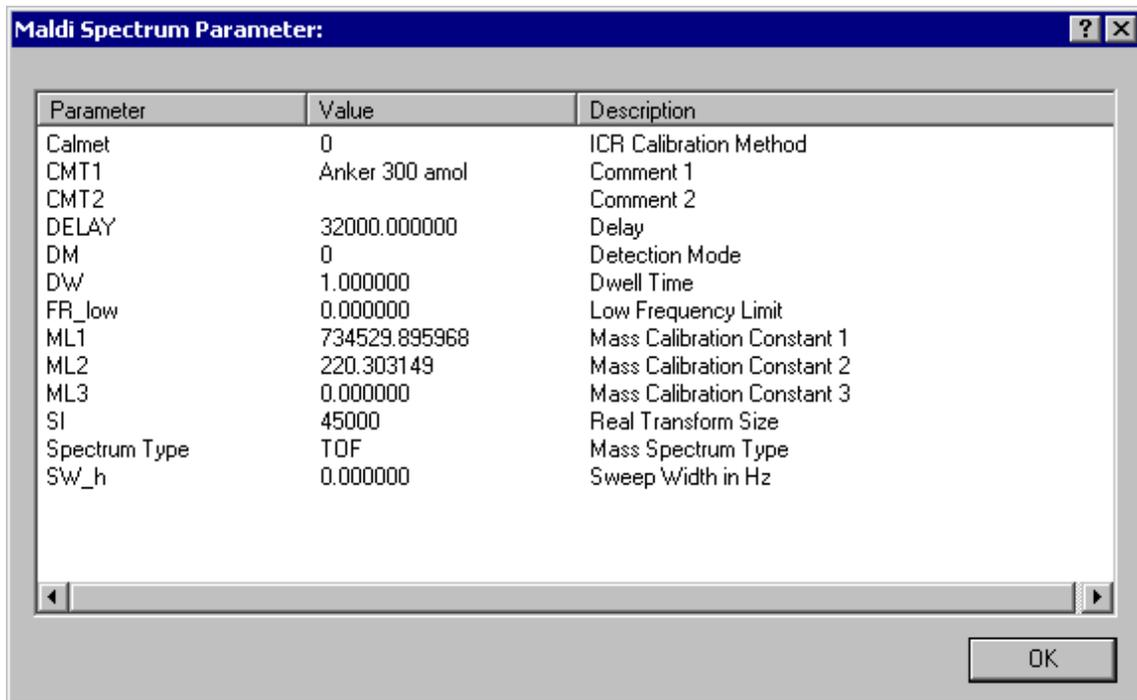 Maldi Spectrum Parameter:
Parameter Value Description
Calmet 0 ICR Calibration Method
CMT1 Anker 300 amol Comment 1
CMT2 Comment 2
DELAY 32000.000000 Delay
DM 0 Detection Mode
DW 1.000000 Dwell Time
FR_low 0.000000 Low Frequency Limit
ML1 734529.895968 Mass Calibration Constant 1
ML2 220.303149 Mass Calibration Constant 2
ML3 0.000000 Mass Calibration Constant 3
SI 45000 Real Transform Size
Spectrum Type TOF Mass Spectrum Type
SW_h 0.000000 Sweep Width in Hz
OK